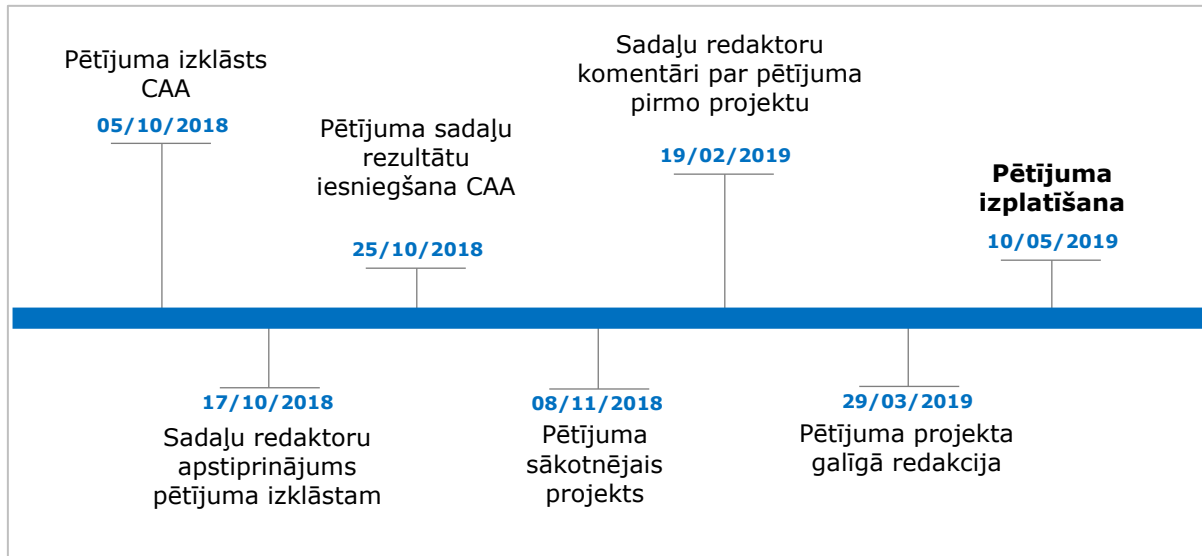 Pētījuma izklāsts
CAA
05/10/2018
Pētījuma sadaļu
rezultātu
iesniegšana CAA
25/10/2018
Sadaļu redaktoru
komentāri par pētījuma
pirmo projektu
19/02/2019
Pētījuma
izplatīšana
10/05/2019
17/10/2018
Sadaļu redaktoru
apstiprinājums
pētījuma izklāstam
08/11/2018
Pētījuma
sākotnējais
projekts
29/03/2019
Pētījuma projekta
galīgā redakcija